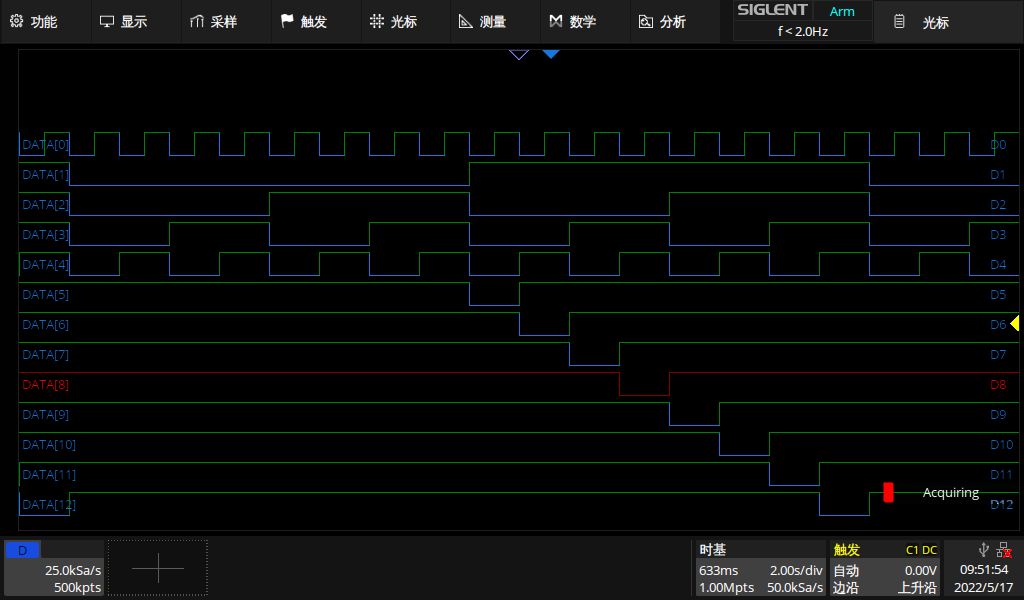 功能 显示 采样 触发 光标 测量 数学 分析 SIGLENT Arm 光标
f < 2.0Hz
DATA[0] D0
DATA[1] D1
DATA[2] D2
DATA[3] D3
DATA[4] D4
DATA[5] D5
DATA[6] D6
DATA[7] D7
DATA[8] D8
DATA[9] D9
DATA[10] D10
DATA[11] D11
Acquiring
DATA[12] D12
D 时基 触发 C1 DC
25.0kSa/s 633ms 2.00s/div 自动 0.00V 09:51:54
500kpts 1.00Mpts 50.0kSa/s 边沿 上升沿 2022/5/17